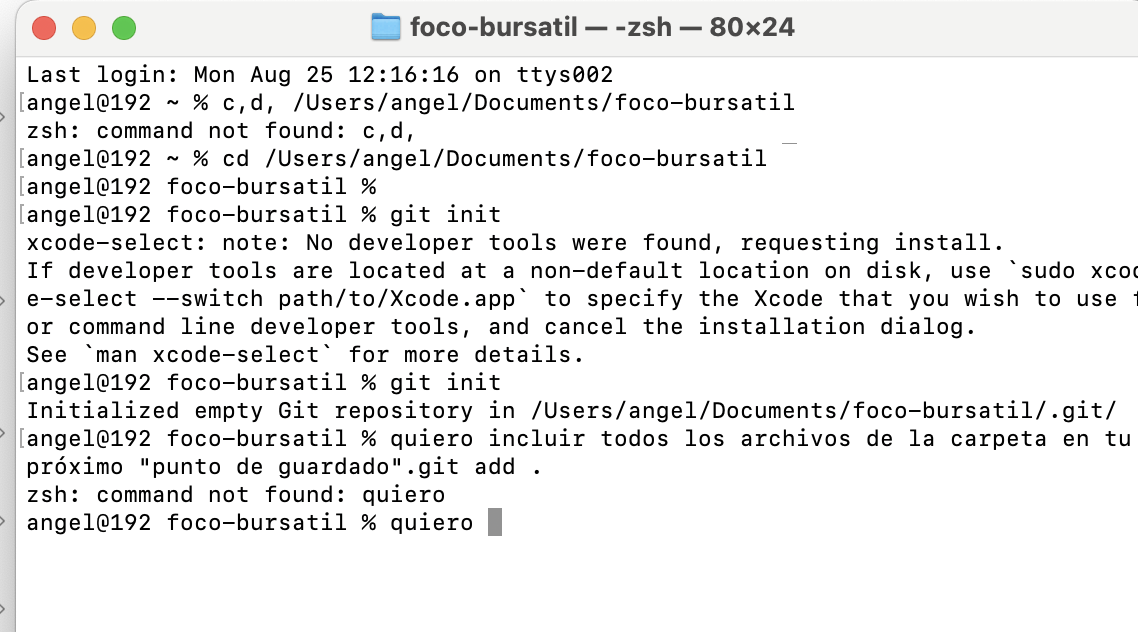 foco-bursatil — -zsh — 80×24
Last login: Mon Aug 25 12:16:16 on ttys002
[angel@192 ~ % c,d, /Users/angel/Documents/foco-bursatil
zsh: command not found: c,d,
[angel@192 ~ % cd /Users/angel/Documents/foco-bursatil
[angel@192 foco-bursatil %
[angel@192 foco-bursatil % git init
xcode-select: note: No developer tools were found, requesting install.
If developer tools are located at a non-default location on disk, use `sudo xcod
e-select --switch path/to/Xcode.app` to specify the Xcode that you wish to use f
or command line developer tools, and cancel the installation dialog.
See `man xcode-select` for more details.
[angel@192 foco-bursatil % git init
Initialized empty Git repository in /Users/angel/Documents/foco-bursatil/.git/
[angel@192 foco-bursatil % quiero incluir todos los archivos de la carpeta en tu
próximo "punto de guardado".git add .
zsh: command not found: quiero
angel@192 foco-bursatil % quiero